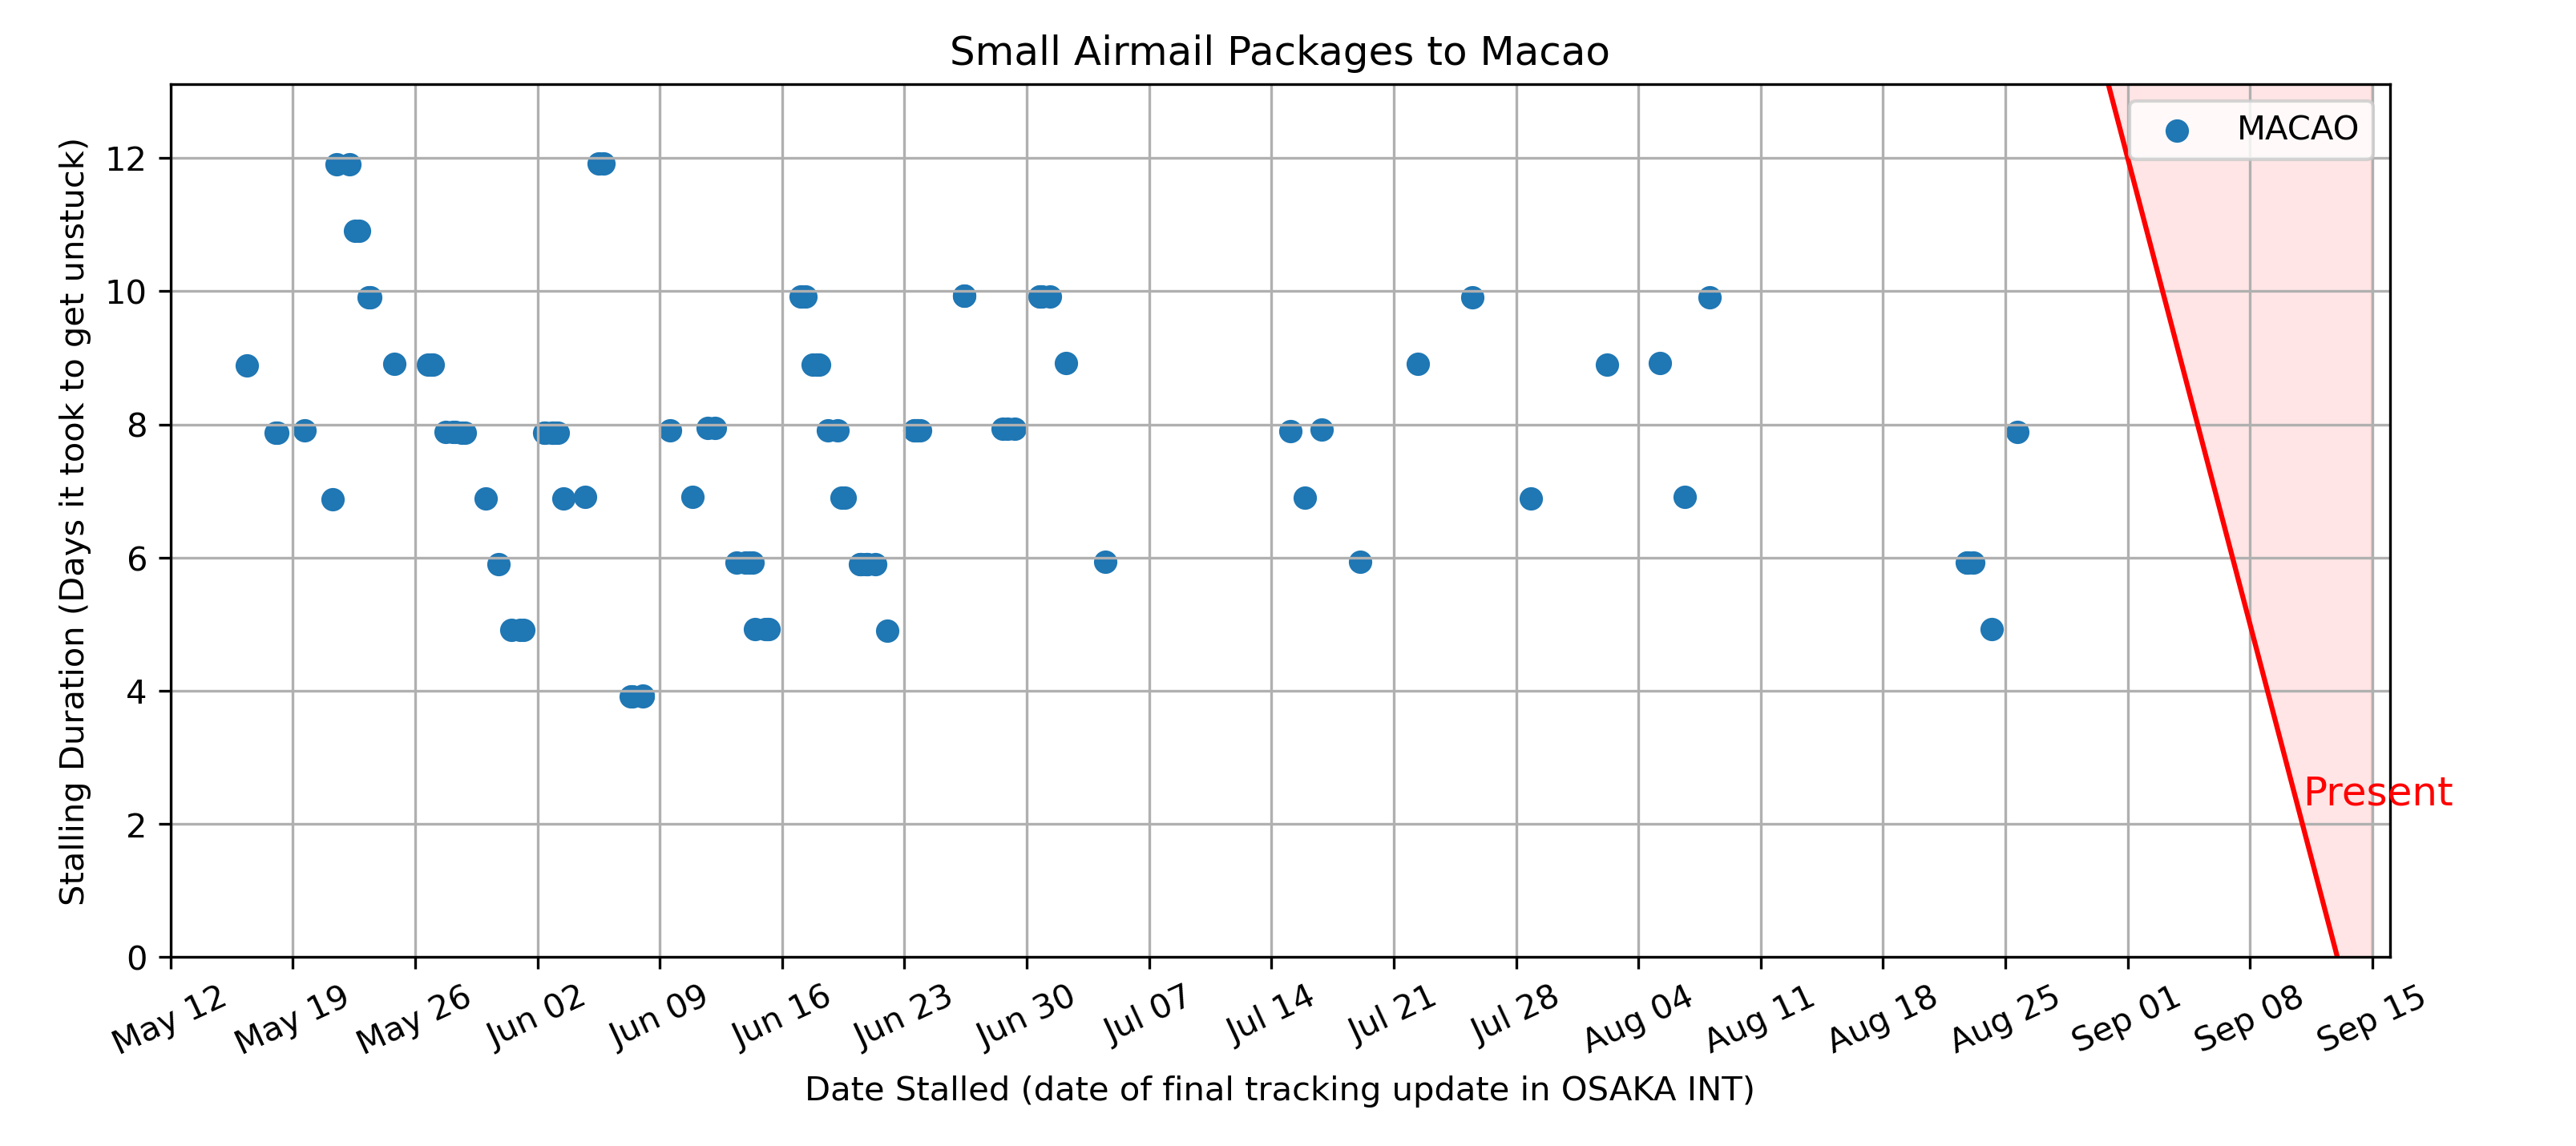 Small Airmail Packages to Macao
MACAO
Stalling Duration (Days it took to get unstuck)
12
10
8
6
4
2
0
Present
May 12
May 19
May 26
Jun 02
Jun 09
Jun 16
Jun 23
Jun 30
Jul 07
Jul 14
Jul 21
Jul 28
Aug 04
Aug 11
Aug 18
Aug 25
Sep 01
Sep 08
Sep 15
Date Stalled (date of final tracking update in OSAKA INT)